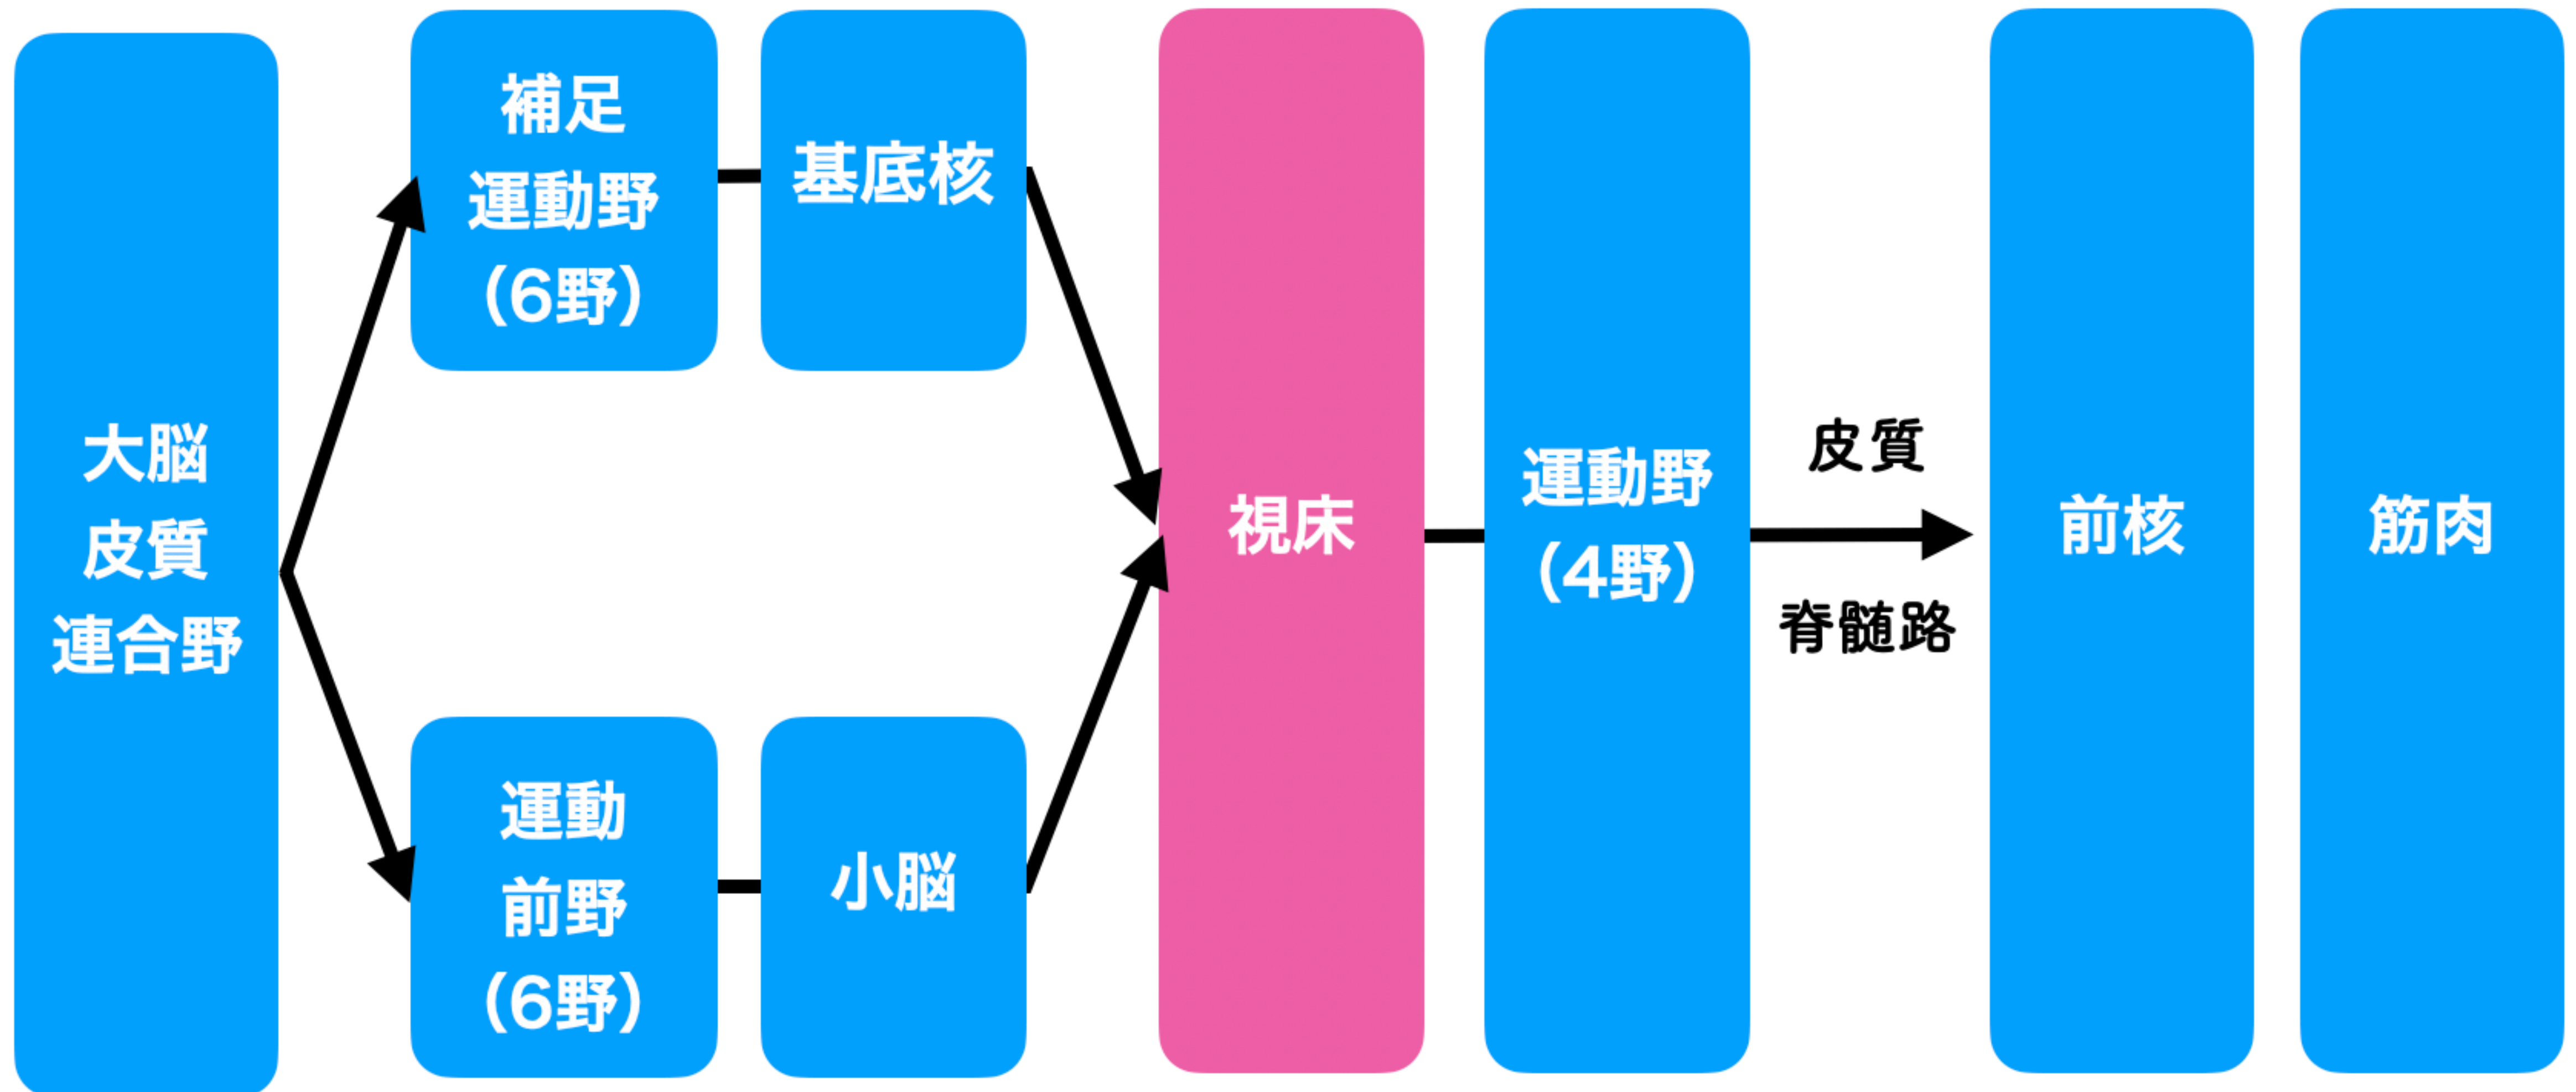 大脳
皮質
連合野
補足
運動野
(6野)
基底核
運動
前野
(6野)
小脳
視床
運動野
(4野)
皮質
脊髄路
前核
筋肉